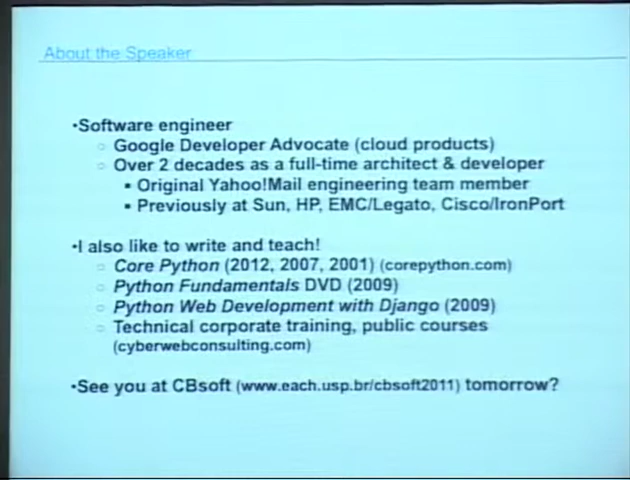 About the Speaker
•Software engineer
○ Google Developer Advocate (cloud products)
○ Over 2 decades as a full-time architect & developer
▪ Original Yahoo!Mail engineering team member
▪ Previously at Sun, HP, EMC/Legato, Cisco/IronPort
•I also like to write and teach!
○ Core Python (2012, 2007, 2001) (corepython.com)
○ Python Fundamentals DVD (2009)
○ Python Web Development with Django (2009)
○ Technical corporate training, public courses
(cyberwebconsulting.com)
•See you at CBsoft (www.each.usp.br/cbsoft2011) tomorrow?